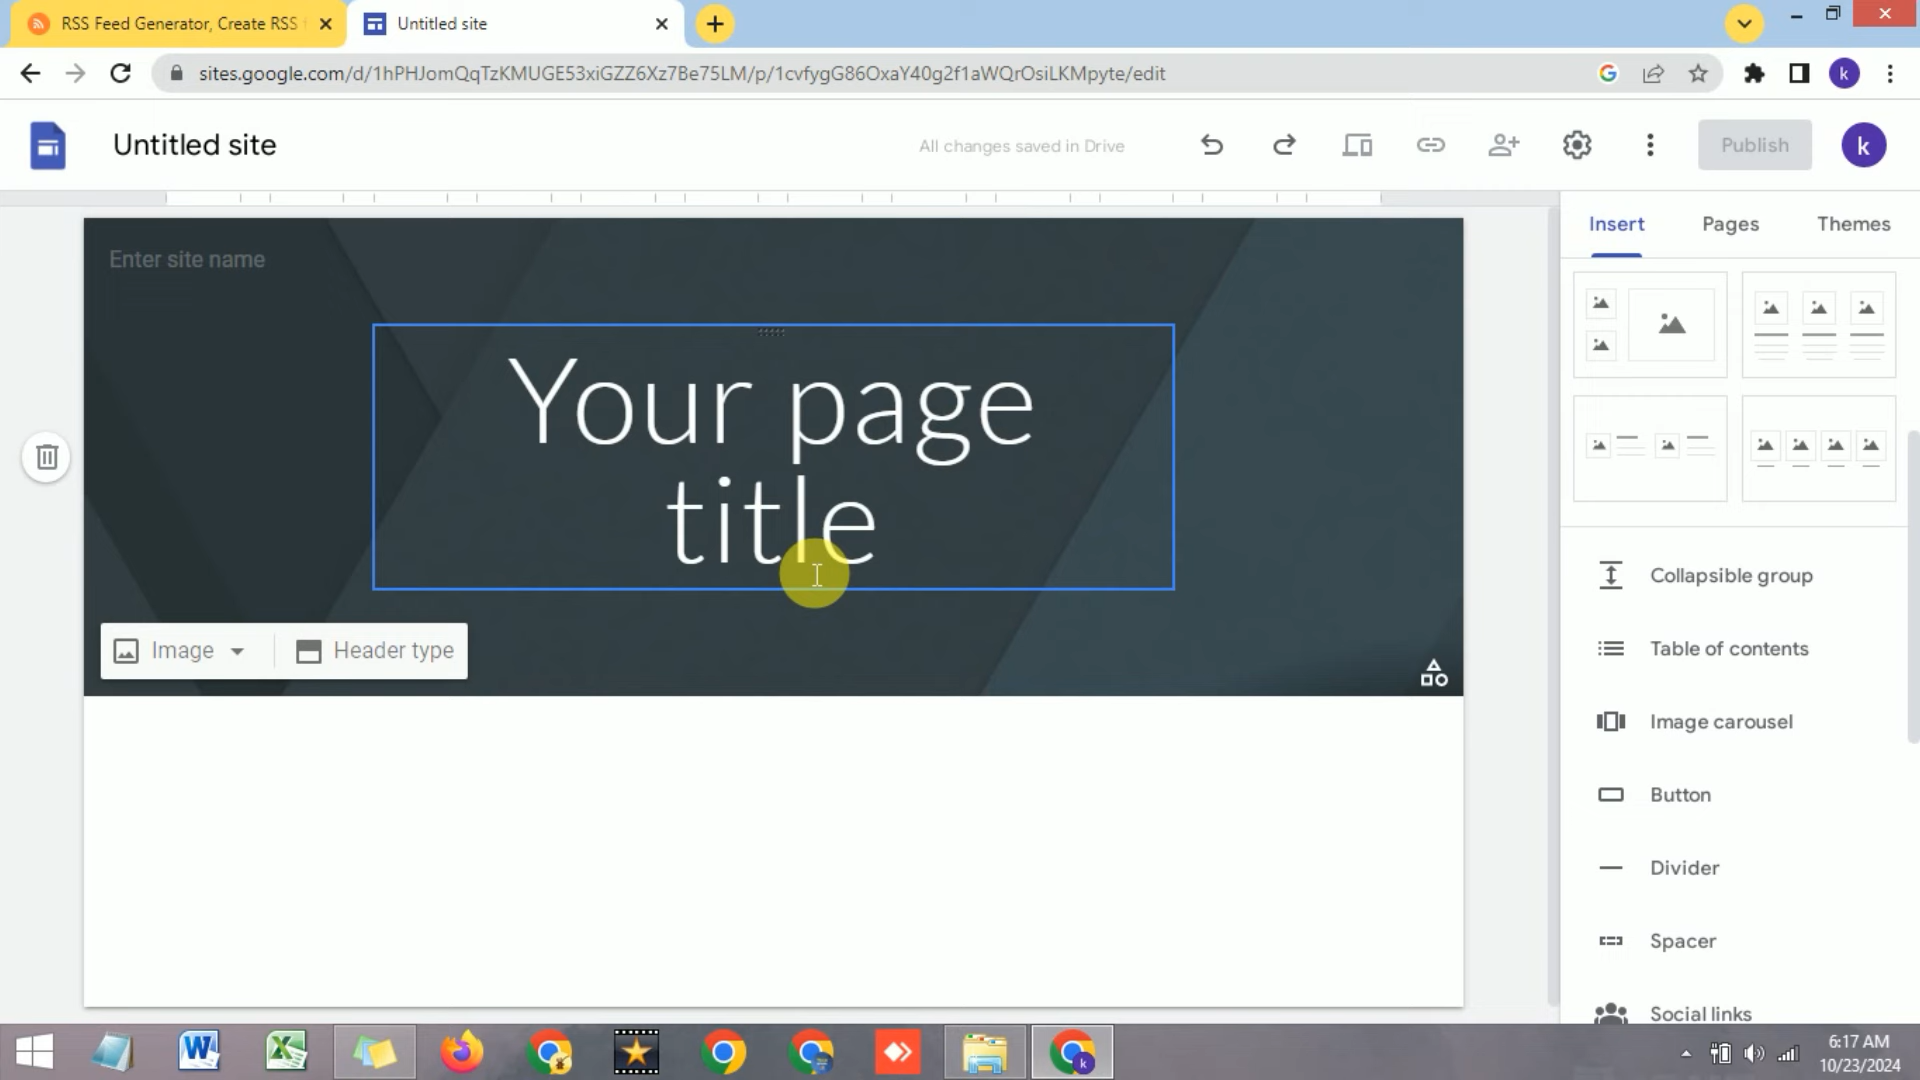 RSS Feed Generator, Create RSS
Untitled site
sites.google.com/d/1hPHJomQqTzKMUGE53xiGZZ6Xz7Be75LM/p/1cvfygG86OxaY40g2f1aWQrOsiLKMpyte/edit
k
Untitled site
All changes saved in Drive
Publish
k
Insert
Pages
Themes
Enter site name
Your page
title
Image
Header type
Collapsible group
Table of contents
Image carousel
Button
Divider
Spacer
Social links
6:17 AM
10/23/2024